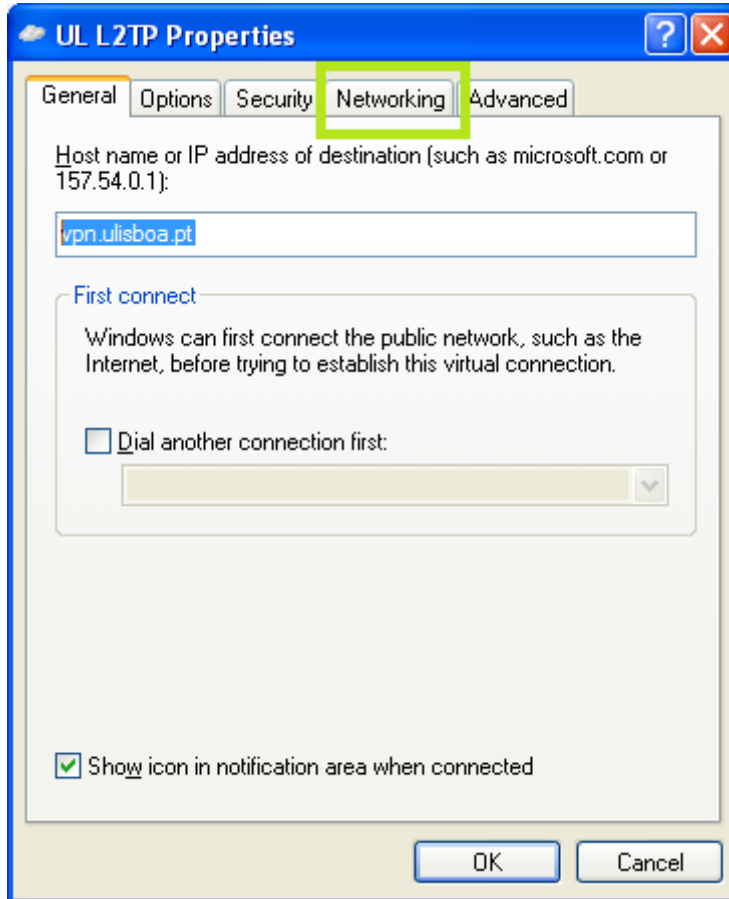 UL L2TP Properties
General Options Security Networking Advanced
Host name or IP address of destination (such as microsoft.com or
157.54.0.1):
vpn.ulisboa.pt
First connect
Windows can first connect the public network, such as the
Internet, before trying to establish this virtual connection.
Dial another connection first:
Show icon in notification area when connected
OK Cancel